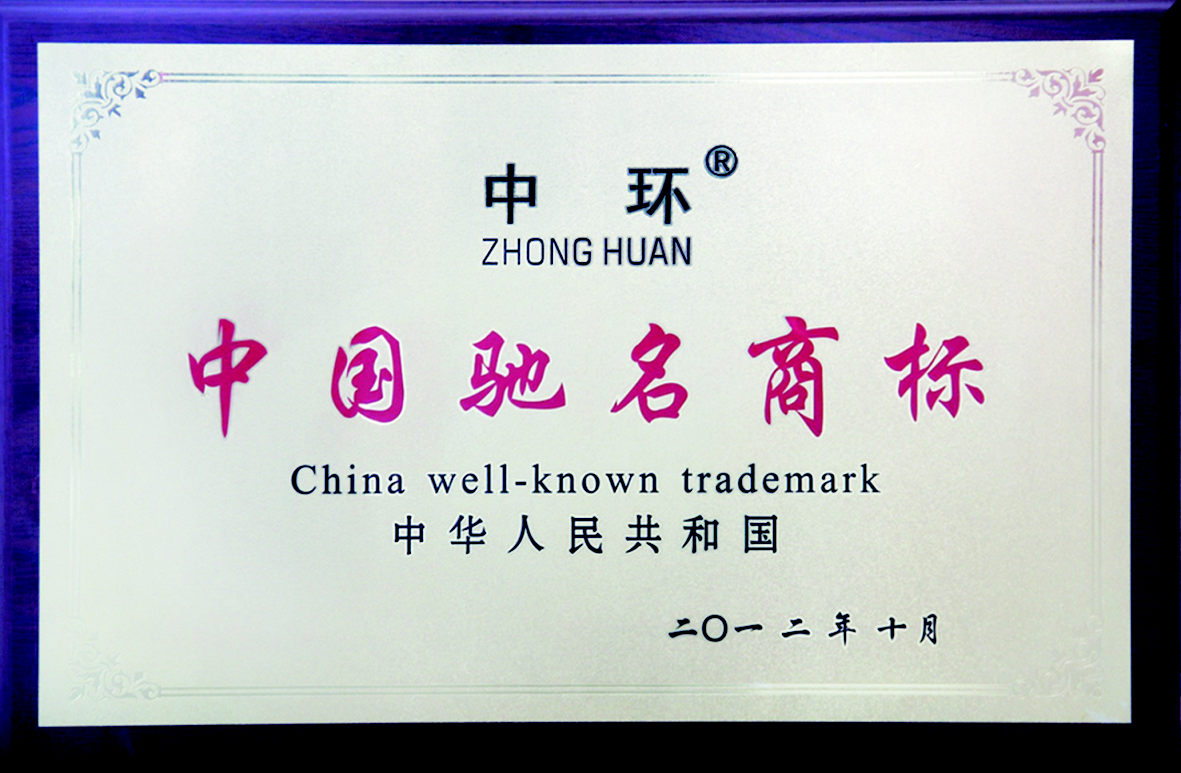 中环®
ZHONG HUAN
中国驰名商标
China well-known trademark
中华人民共和国
二〇一二年十月